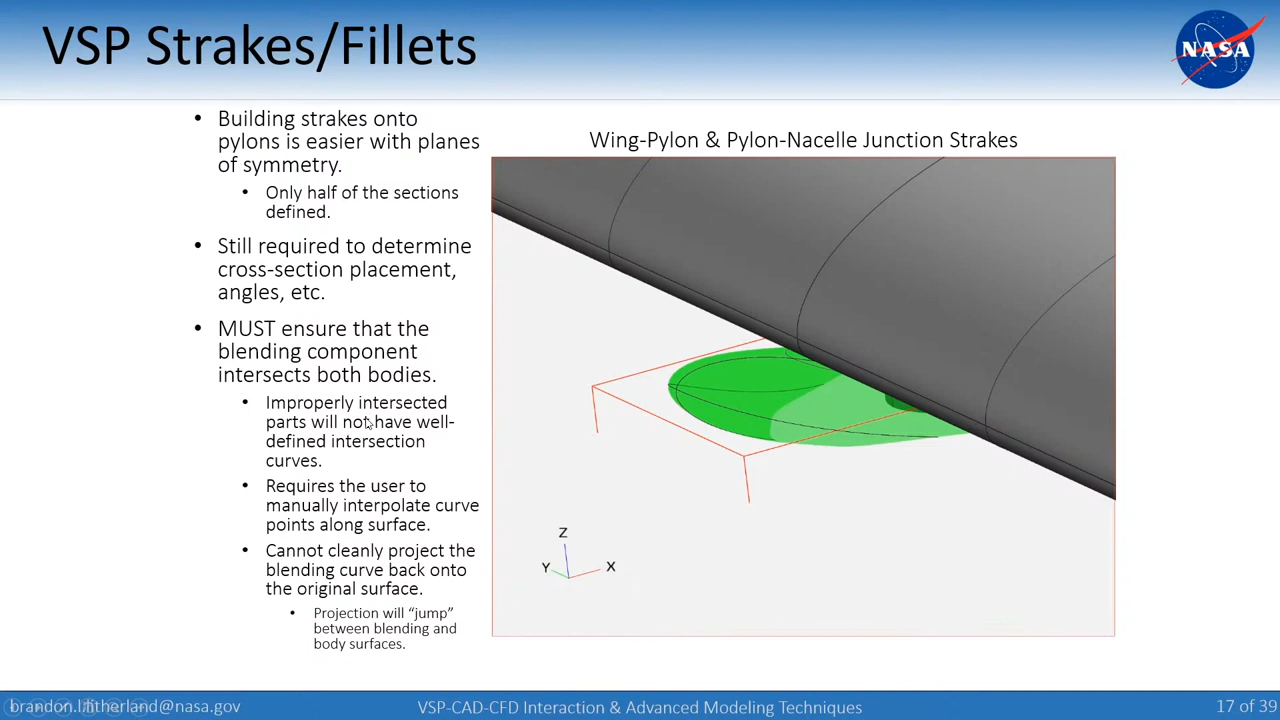 VSP Strakes/Fillets
NASA
• Building strakes onto
pylons is easier with planes
of symmetry.
• Only half of the sections
defined.
• Still required to determine
cross-section placement,
angles, etc.
• MUST ensure that the
blending component
intersects both bodies.
• Improperly intersected
parts will not have well-
defined intersection
curves.
• Requires the user to
manually interpolate curve
points along surface.
• Cannot cleanly project the
blending curve back onto
the original surface.
• Projection will “jump”
between blending and
body surfaces.
Wing-Pylon & Pylon-Nacelle Junction Strakes
Z
Y
X
VSP-CAD-CFD Interaction & Advanced Modeling Techniques
17 of 39